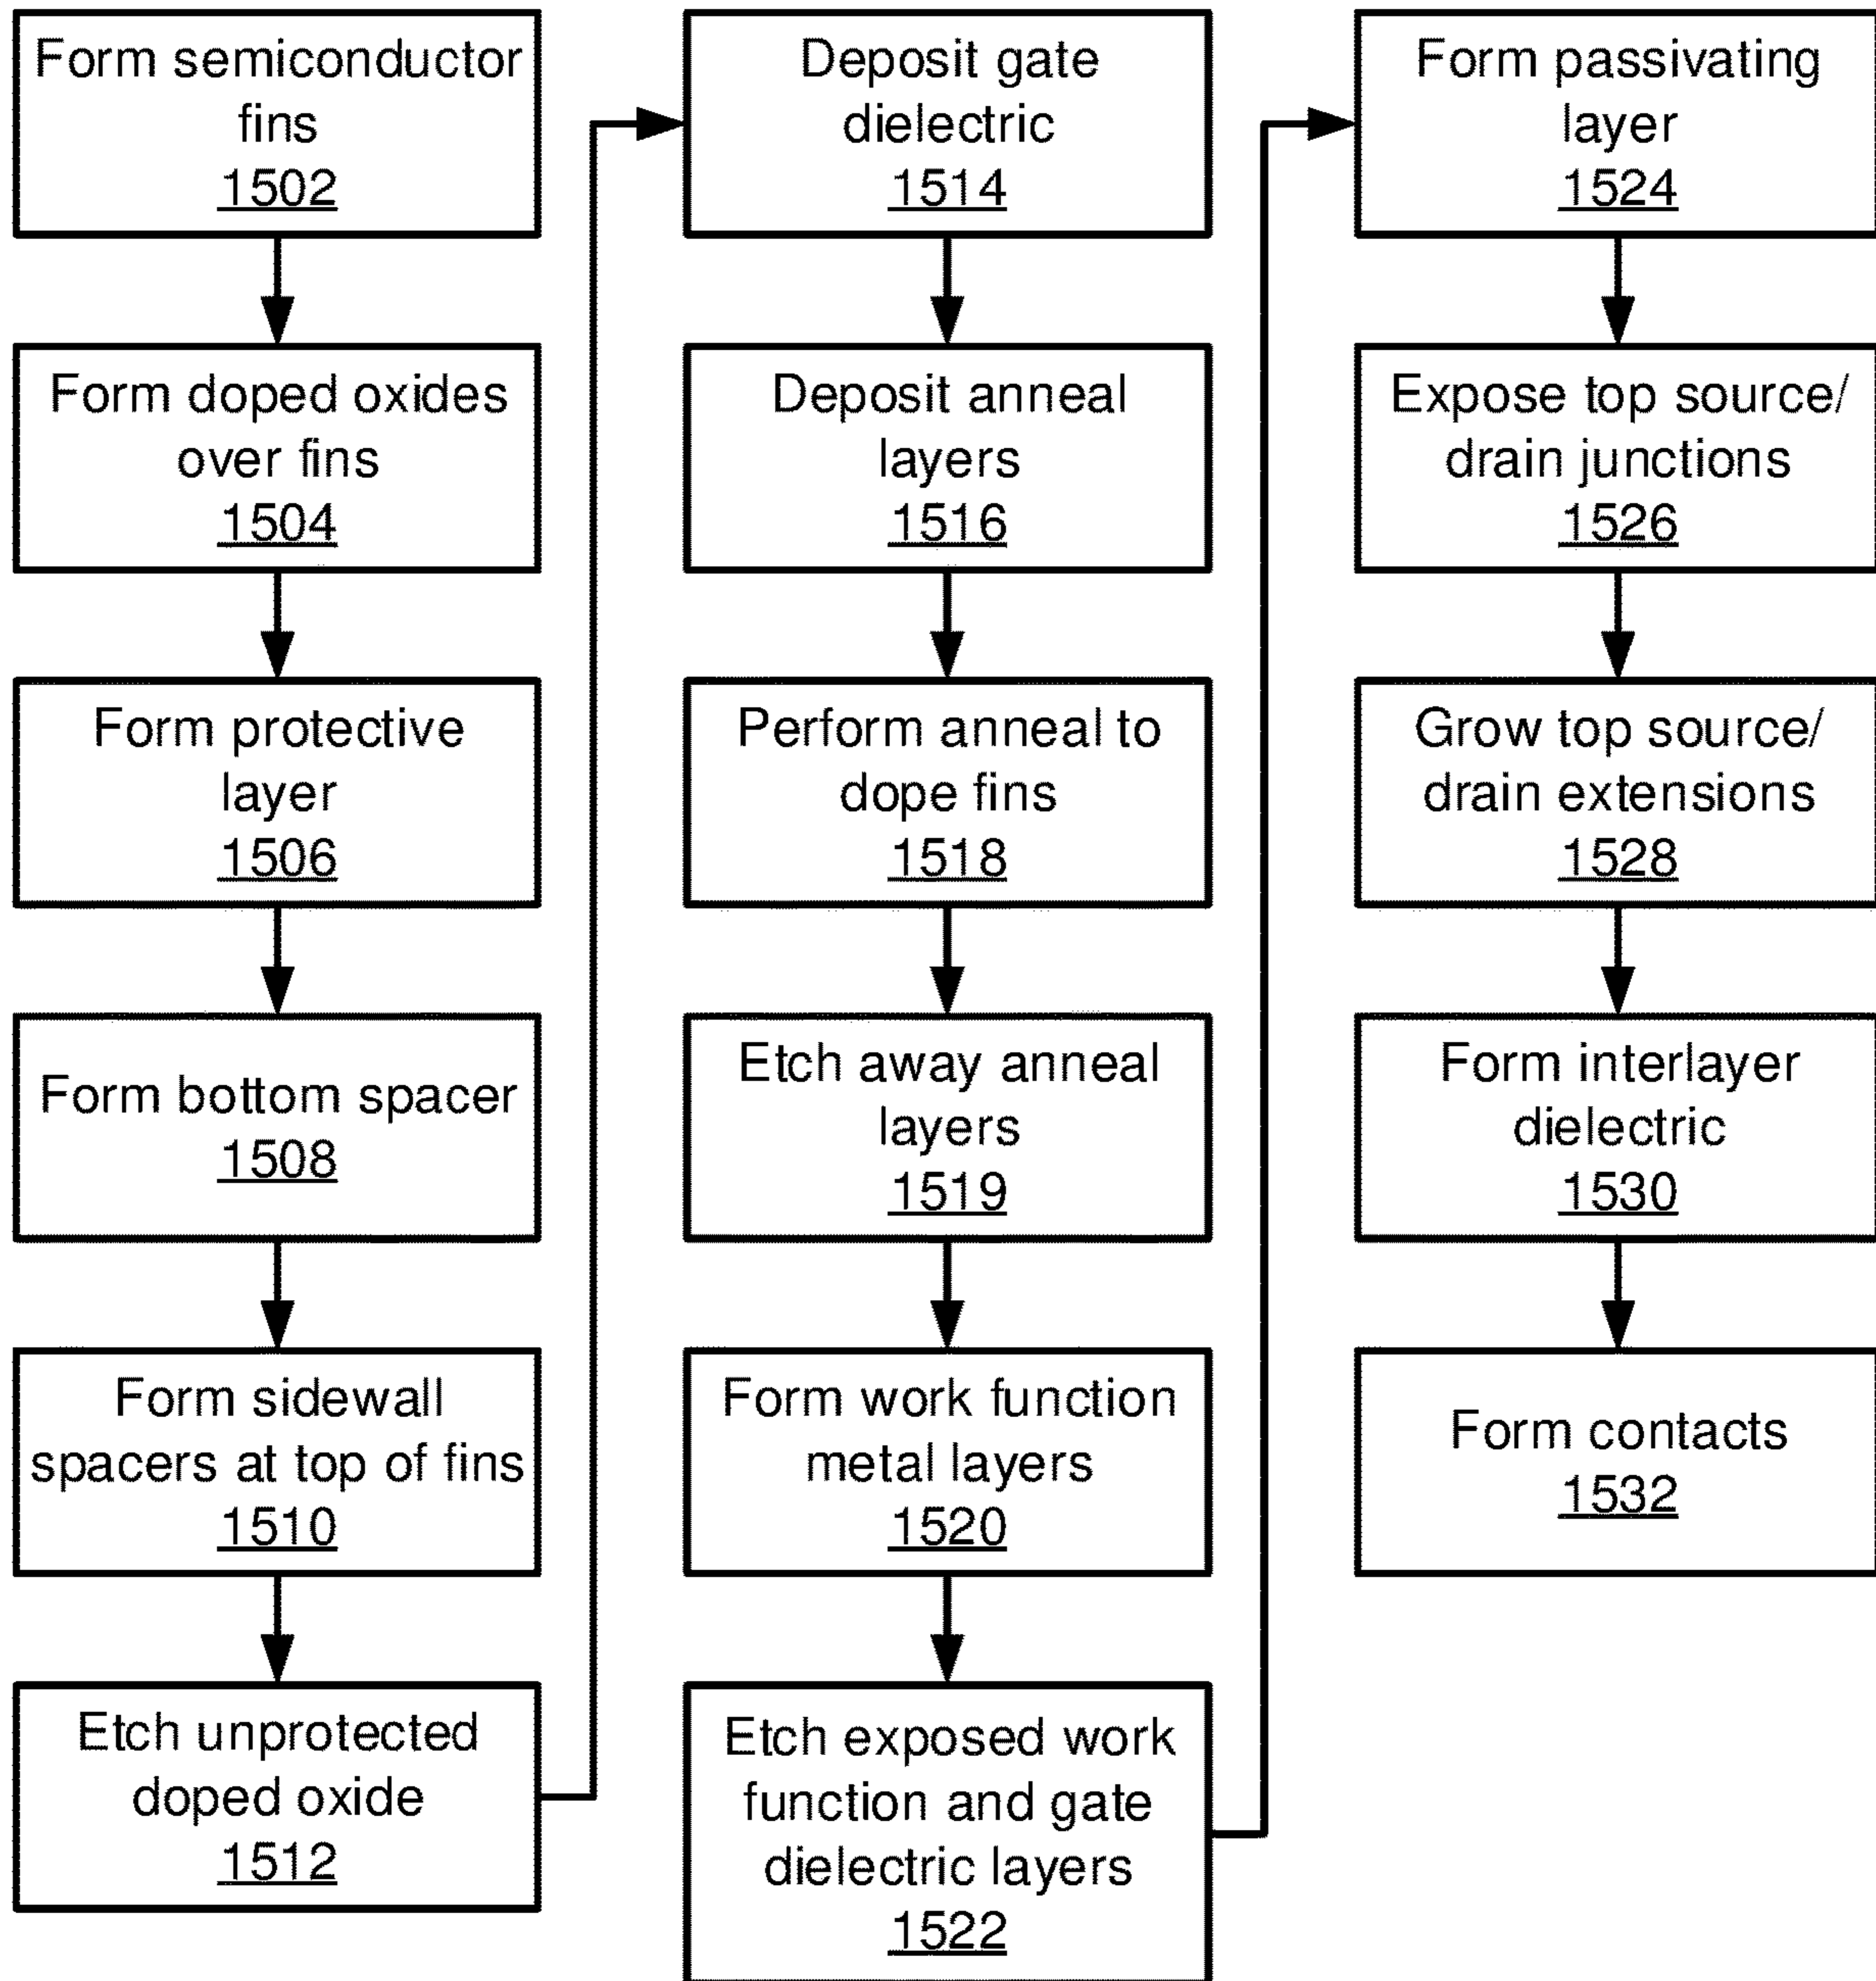 Form semiconductor
fins
1502
Form doped oxides
over fins
1504
Form protective
layer
1506
Form bottom spacer
1508
Form sidewall
spacers at top of fins
1510
Etch unprotected
doped oxide
1512
Deposit gate
dielectric
1514
Deposit anneal
layers
1516
Perform anneal to
dope fins
1518
Etch away anneal
layers
1519
Form work function
metal layers
1520
Etch exposed work
function and gate
dielectric layers
1522
Form passivating
layer
1524
Expose top source/
drain junctions
1526
Grow top source/
drain extensions
1528
Form interlayer
dielectric
1530
Form contacts
1532